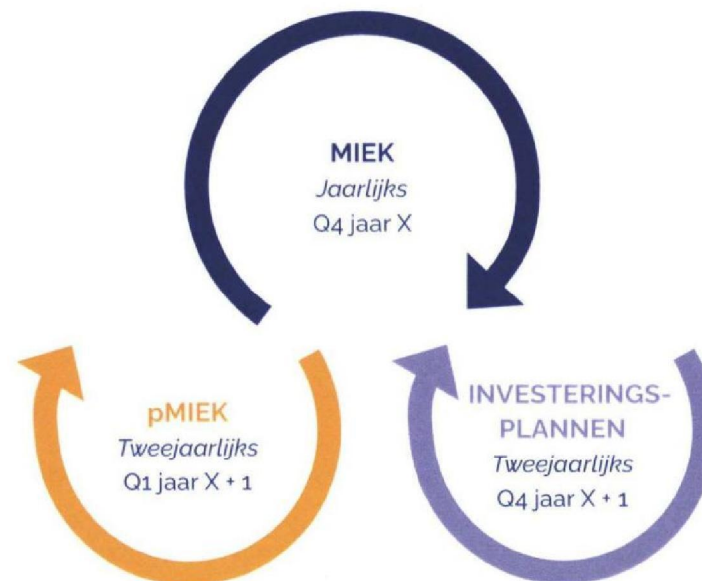 MIEK
Jaarlijks
Q4 jaar X
pMIEK
Tweejaarlijks
Q1 jaar X + 1
INVESTERINGS-
PLANNEN
Tweejaarlijks
Q4 jaar X + 1